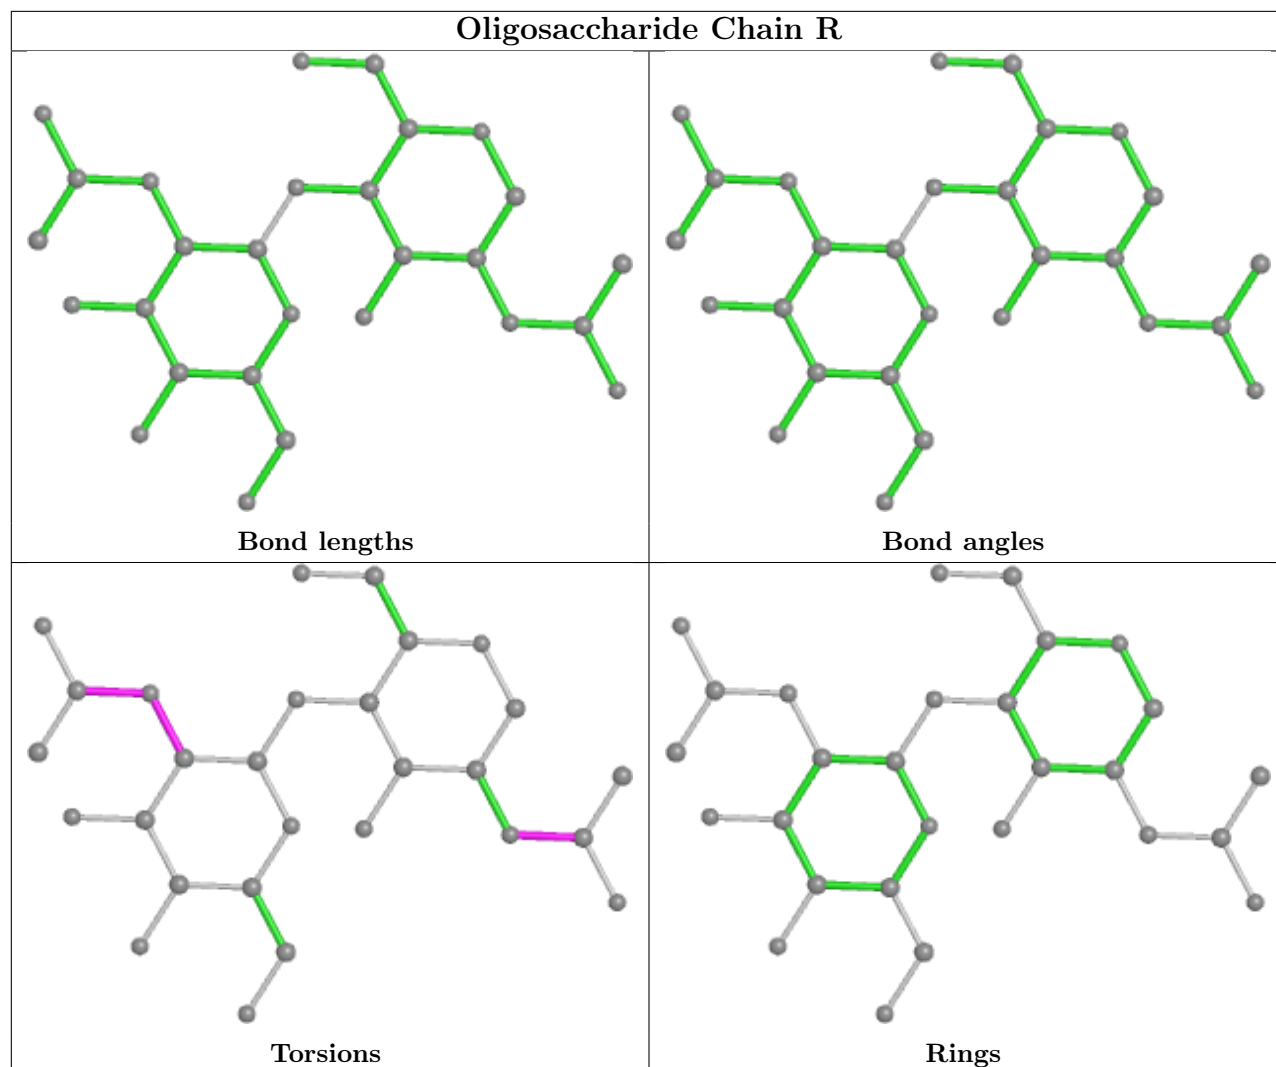 Oligosaccharide Chain R
Bond lengths
Bond angles
Torsions
Rings